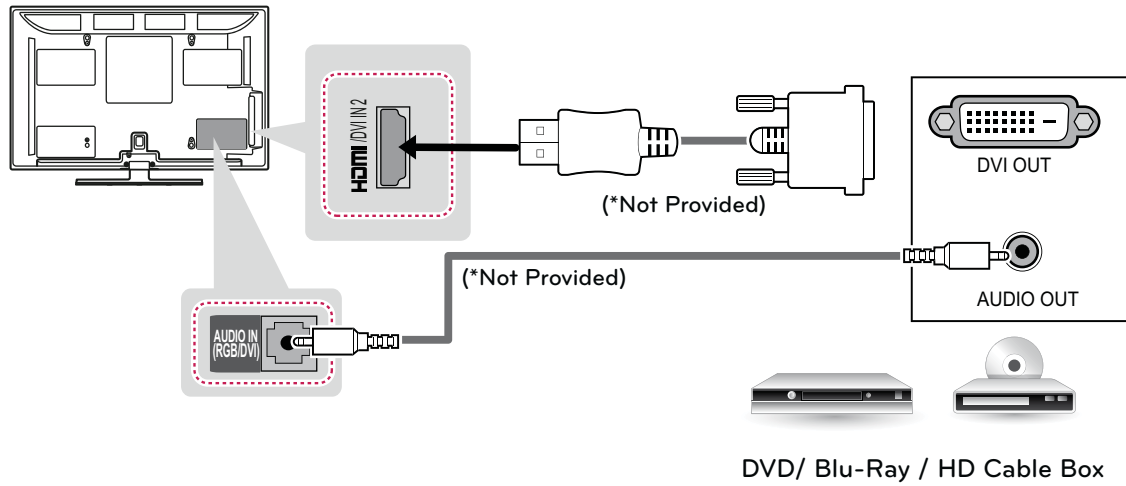 HDMI /DVI IN 2
DVI OUT
(*Not Provided)
(*Not Provided)
AUDIO OUT
AUDIO IN
(RGB/DVI)
DVD/ Blu-Ray / HD Cable Box